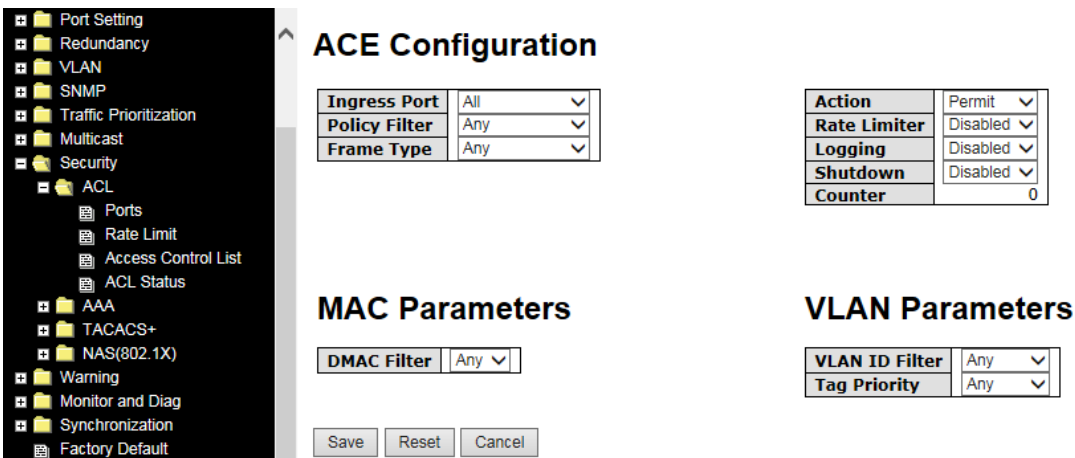 Port Setting
Redundancy
VLAN
SNMP
Traffic Prioritization
Multicast
Security
ACL
Ports
Rate Limit
Access Control List
ACL Status
AAA
TACACS+
NAS(802.1X)
Warning
Monitor and Diag
Synchronization
Factory Default
ACE Configuration
Ingress Port All
Policy Filter Any
Frame Type Any
Action Permit
Rate Limiter Disabled
Logging Disabled
Shutdown Disabled
Counter 0
MAC Parameters
DMAC Filter Any
VLAN Parameters
VLAN ID Filter Any
Tag Priority Any
Save Reset Cancel